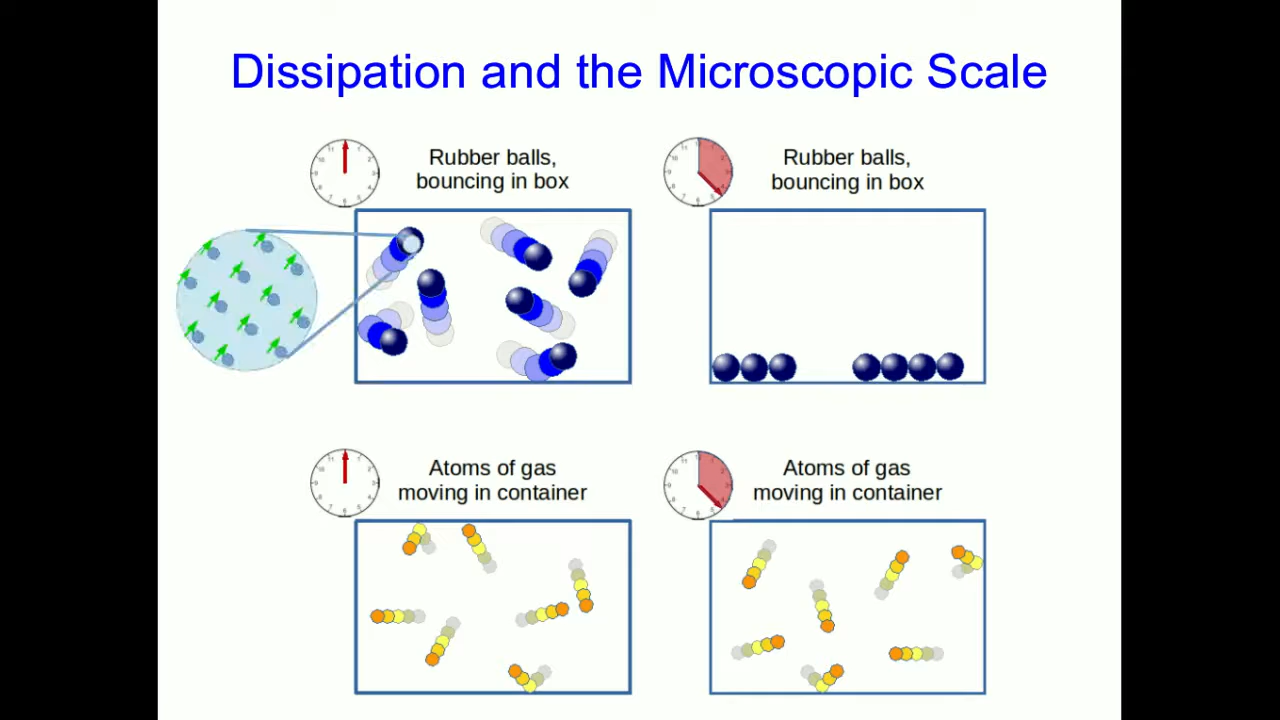 Dissipation and the Microscopic Scale
Rubber balls,
bouncing in box
Rubber balls,
bouncing in box
Atoms of gas
moving in container
Atoms of gas
moving in container